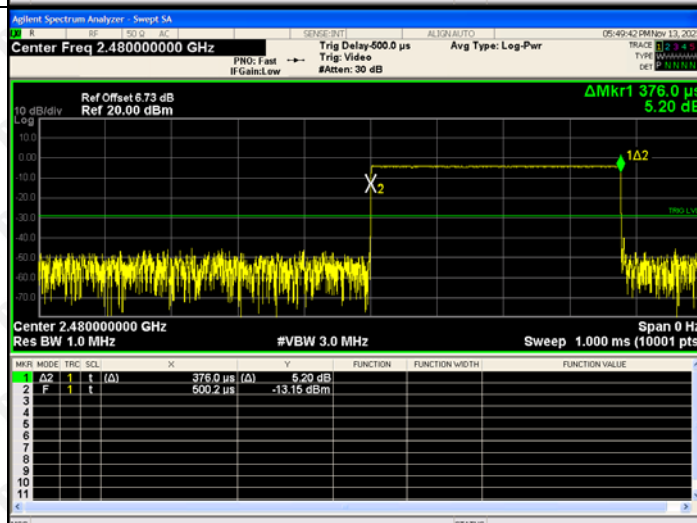 Agilent Spectrum Analyzer - Swept SA
RF 50 Ω AC SENSE:INT ALIGN AUTO 05:49:42 PM Nov 13, 202
Center Freq 2.480000000 GHz
Trig Delay-500.0 µs Avg Type: Log-Pwr TRACE 1 2 3 4 5
PNO: Fast Trig: Video TYPE
IFGain:Low #Atten: 30 dB DET P N N N N
ΔMkr1 376.0 µs
Ref Offset 6.73 dB
10 dB/div Ref 20.00 dBm 5.20 dB
Log
10.0
0.00
1Δ2
-10.0
X2
-20.0
TRIG LV
-30.0
-40.0
-50.0
-60.0
-70.0
Center 2.480000000 GHz Span 0 Hz
Res BW 1.0 MHz #VBW 3.0 MHz Sweep 1.000 ms (10001 pts
MKR MODE TRC SCL X Y FUNCTION FUNCTION WIDTH FUNCTION VALUE
1 Δ2 1 t (Δ) 376.0 µs (Δ) 5.20 dB
2 F 1 t 500.2 µs -13.15 dBm
3
4
5
6
7
8
9
10
11